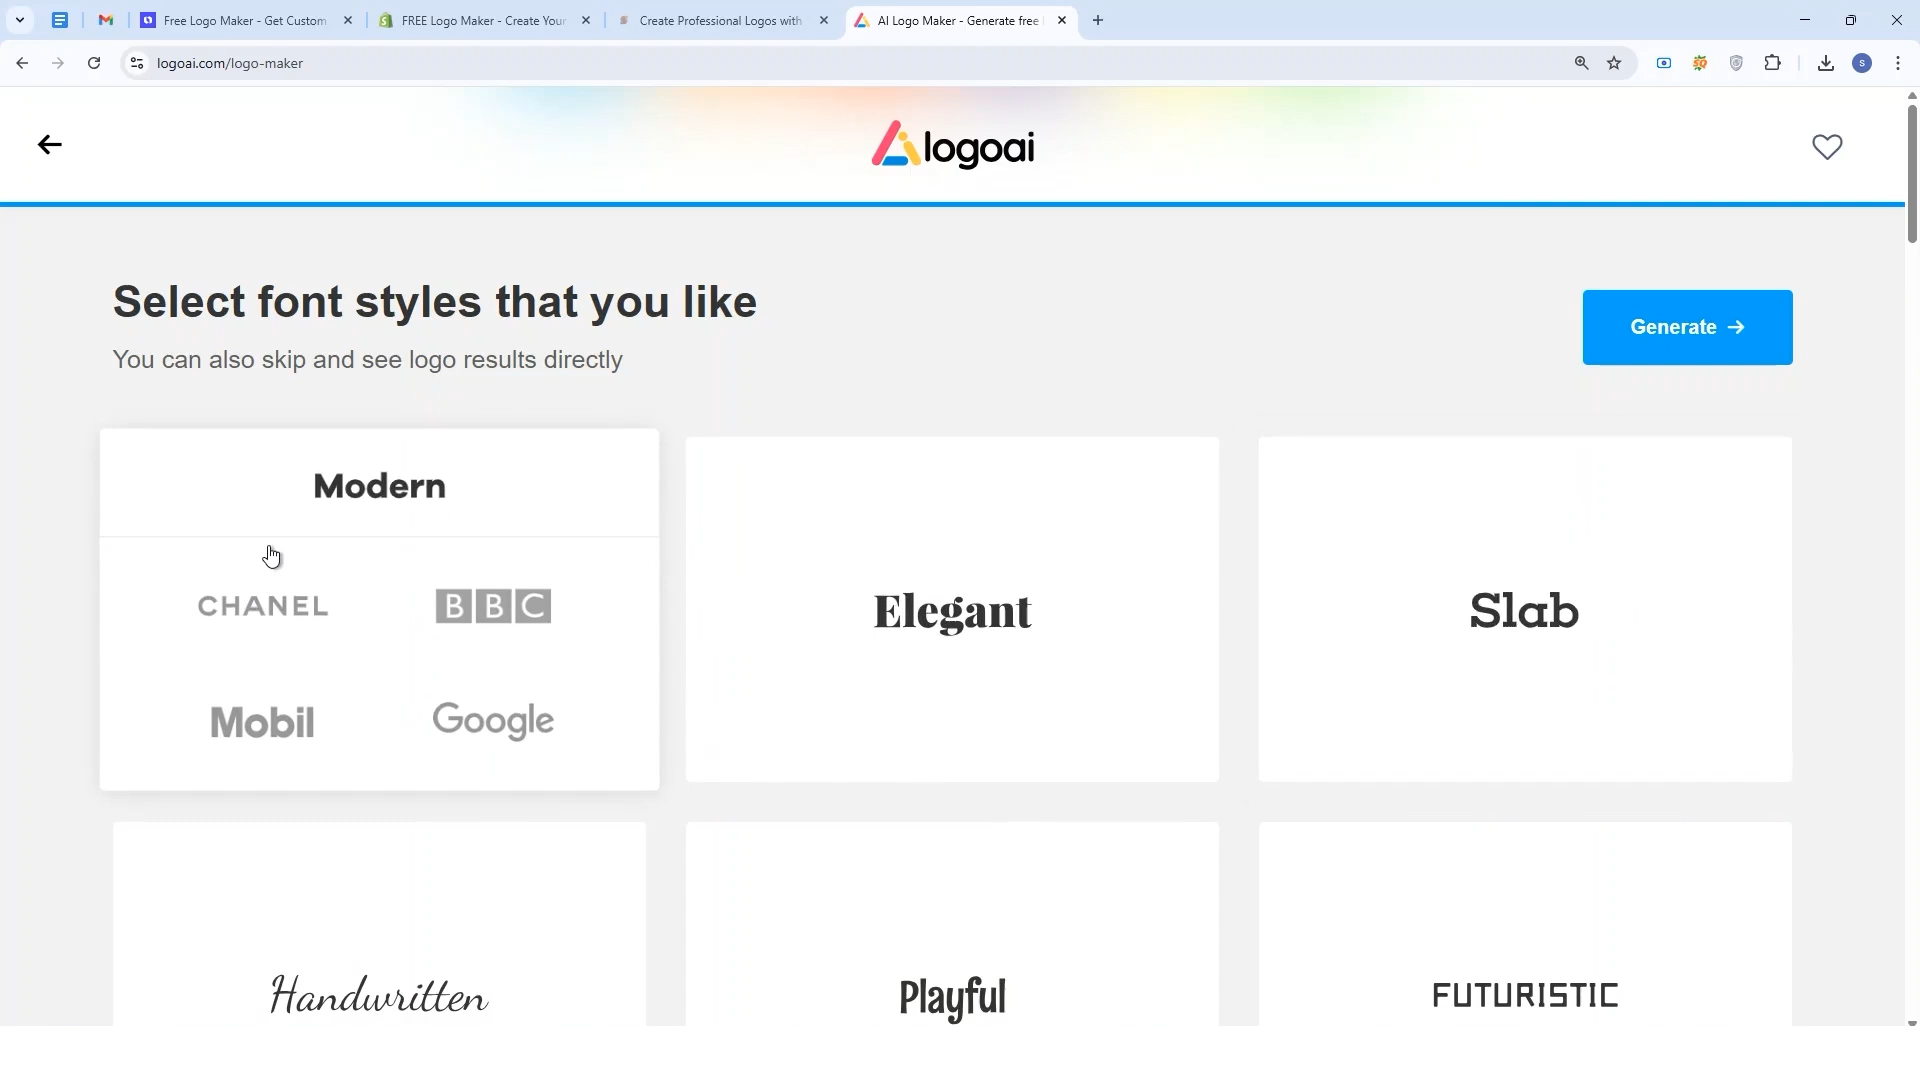 Free Logo Maker - Get Custom
FREE Logo Maker - Create Your
Create Professional Logos with
AI Logo Maker - Generate free
logoai.com/logo-maker
S
logoai
Select font styles that you like
You can also skip and see logo results directly
Generate →
Modern
CHANEL
BBC
Mobil
Google
Elegant
Slab
Handwritten
Playful
FUTURISTIC